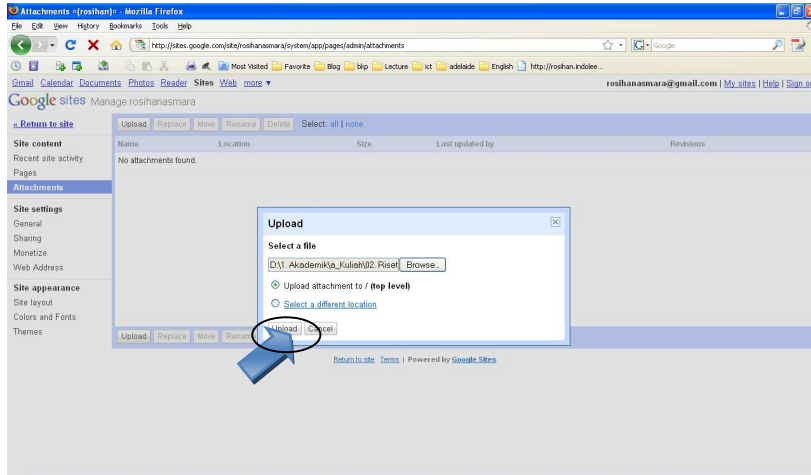 Attachments =(rosihan)= - Mozilla Firefox
File Edit View History Bookmarks Tools Help
http://sites.google.com/site/rosihanasmara/system/app/pages/admin/attachments Google
Most Visited Favorite Blog bkp Lecture ict adelaide English http://rosihan.indolee...
Gmail Calendar Documents Photos Reader Sites Web more ▼ rosihanasmara@gmail.com | My sites | Help | Sign ou
Google sites Manage rosihanasmara
« Return to site Upload Replace Move Rename Delete Select: all | none
Site content Name Location Size Last updated by Revisions
Recent site activity No attachments found.
Pages
Attachments
Site settings
General
Sharing
Monetize
Web Address
Site appearance
Site layout
Colors and Fonts
Themes
Upload
Select a file
D:\1. Akademik\a_Kuliah\02. Riset Browse...
Upload attachment to / (top level)
Select a different location
Upload Cancel
Upload Replace Move Rename
Return to site Terms | Powered by Google Sites